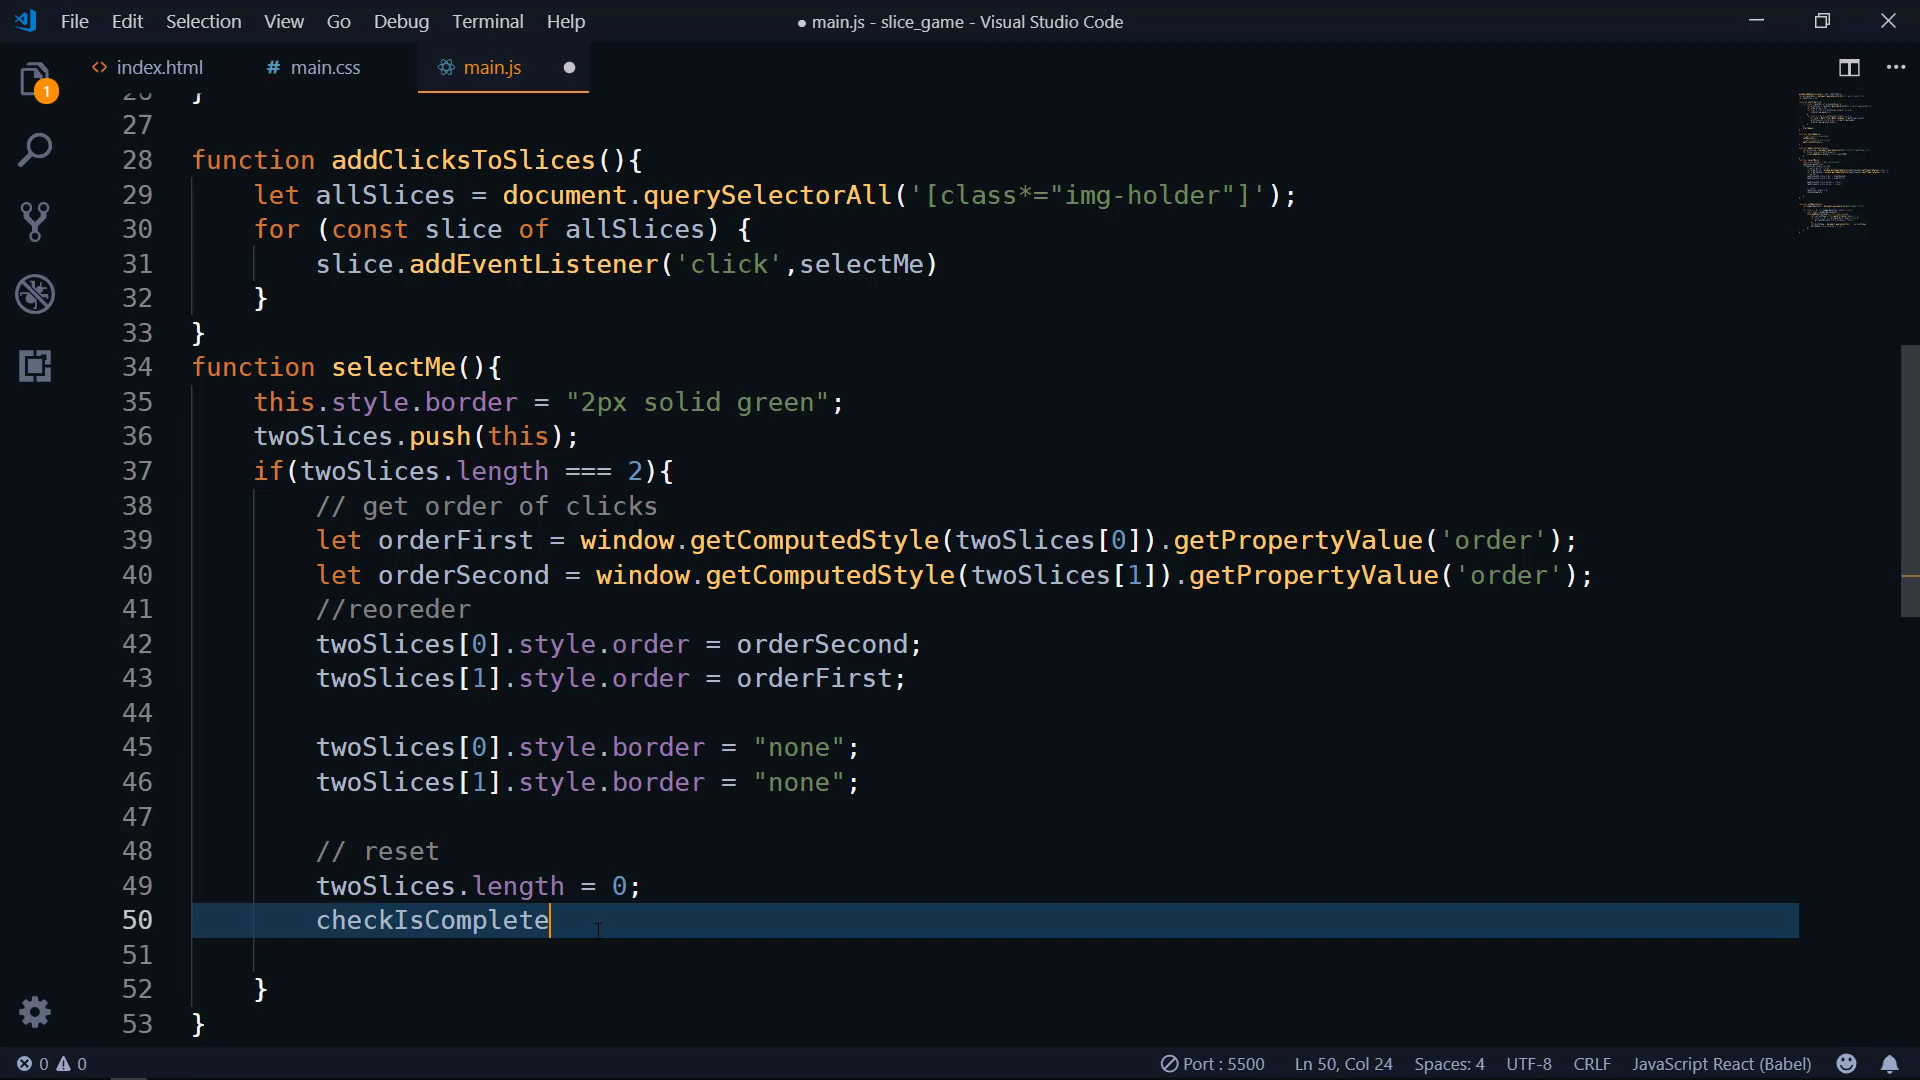 File Edit Selection View Go Debug Terminal Help
● main.js - slice_game - Visual Studio Code
<> index.html # main.css main.js ●
1
26 }
27
28 function addClicksToSlices(){
29 let allSlices = document.querySelectorAll('[class*="img-holder"]');
30 for (const slice of allSlices) {
31 slice.addEventListener('click',selectMe)
32 }
33 }
34 function selectMe(){
35 this.style.border = "2px solid green";
36 twoSlices.push(this);
37 if(twoSlices.length === 2){
38 // get order of clicks
39 let orderFirst = window.getComputedStyle(twoSlices[0]).getPropertyValue('order');
40 let orderSecond = window.getComputedStyle(twoSlices[1]).getPropertyValue('order');
41 //reoreder
42 twoSlices[0].style.order = orderSecond;
43 twoSlices[1].style.order = orderFirst;
44
45 twoSlices[0].style.border = "none";
46 twoSlices[1].style.border = "none";
47
48 // reset
49 twoSlices.length = 0;
50 checkIsComplete
51
52 }
53 }
0 0 Port : 5500 Ln 50, Col 24 Spaces: 4 UTF-8 CRLF JavaScript React (Babel)